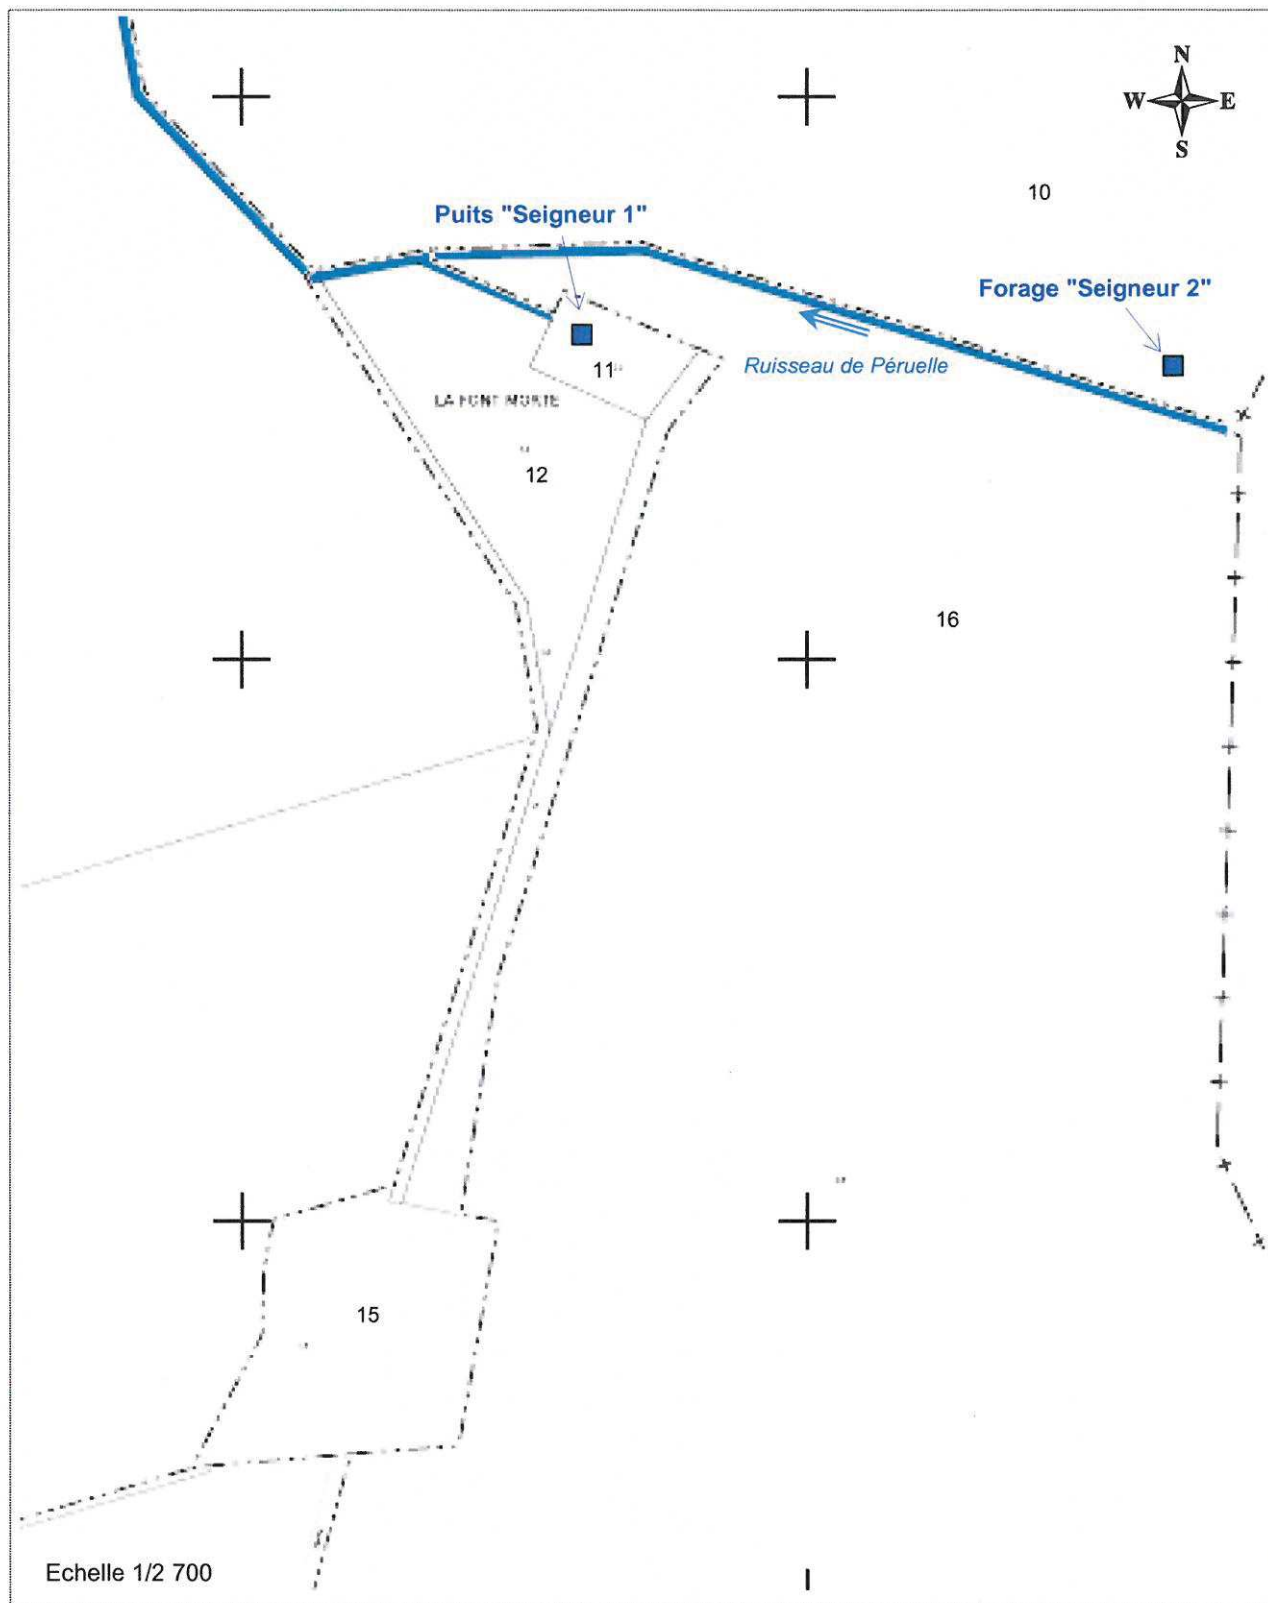 N
W E
S
10
Puits "Seigneur 1"
Forage "Seigneur 2"
Ruisseau de Péruelle
11
LA FONT MORTE
12
16
15
Echelle 1/2 700